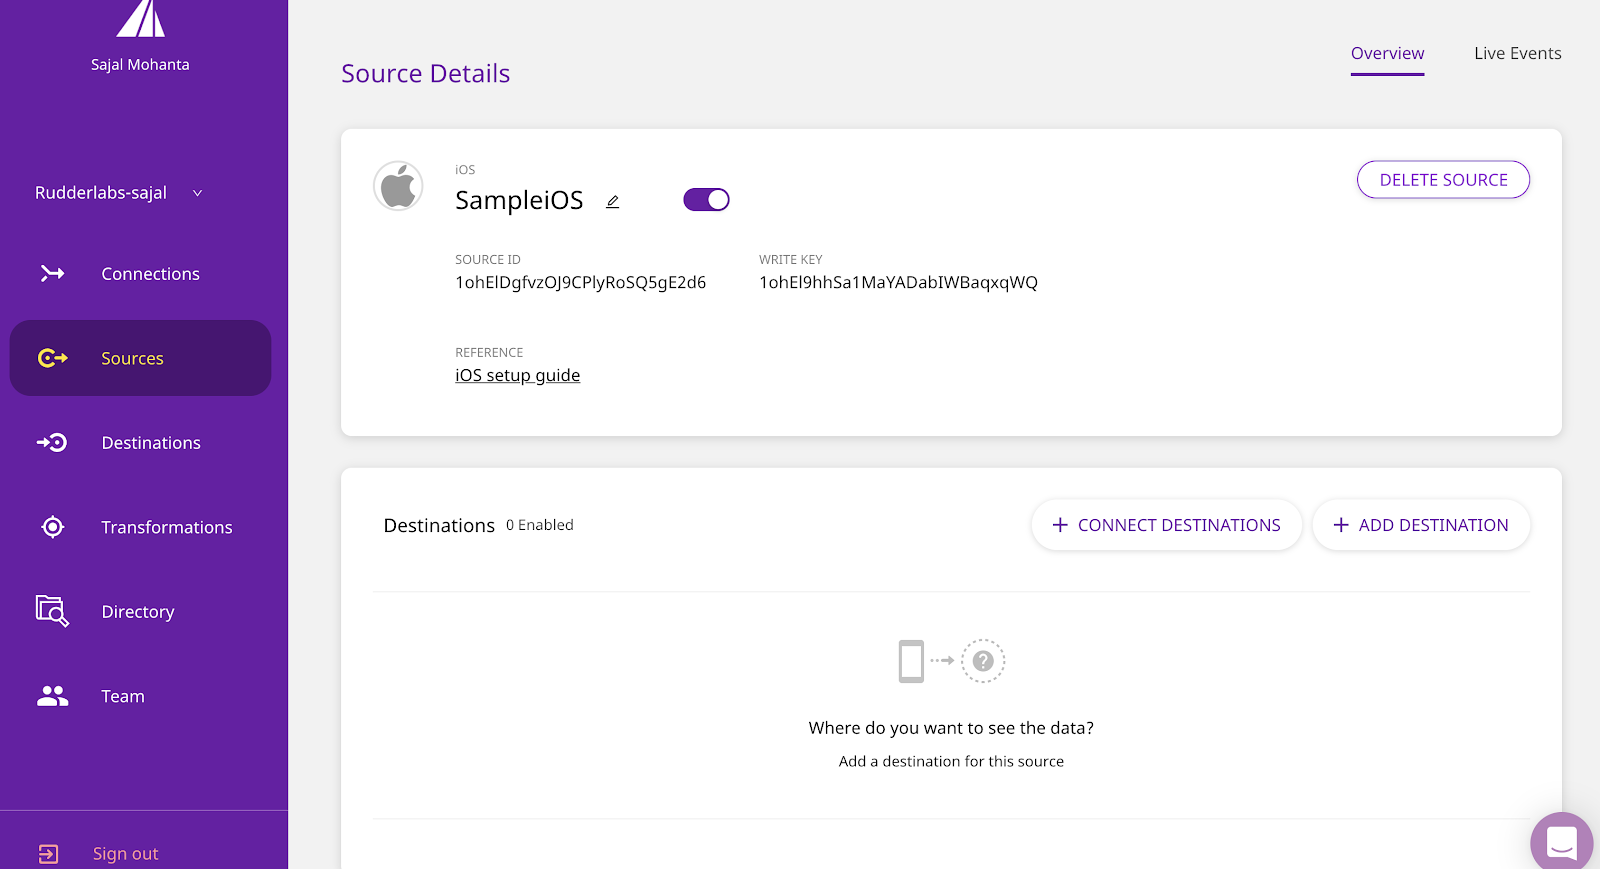 Sajal Mohanta
Rudderlabs-sajal
Connections
Sources
Destinations
Transformations
Directory
Team
Sign out
Source Details
Overview
Live Events
iOS
SampleiOS
DELETE SOURCE
SOURCE ID
1ohElDgfvzOJ9CPlyRoSQ5gE2d6
WRITE KEY
1ohEl9hhSa1MaYADabIWBaqxqWQ
REFERENCE
iOS setup guide
Destinations 0 Enabled
+ CONNECT DESTINATIONS
+ ADD DESTINATION
?
Where do you want to see the data?
Add a destination for this source